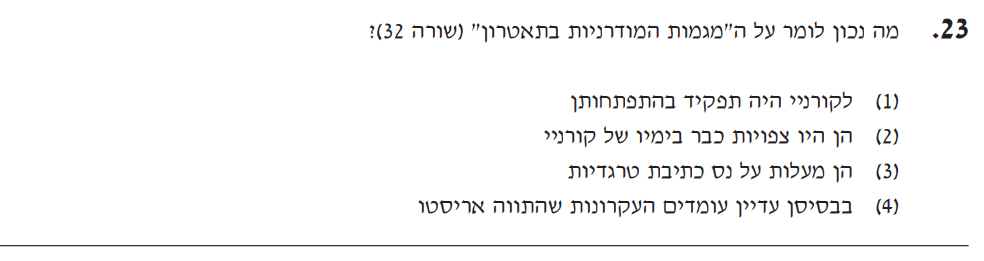 23. מה נכון לומר על ה"מגמות המודרניות בתאטרון" (שורה 32)?
(1) לקורניי היה תפקיד בהתפתחותן
(2) הן היו צפויות כבר בימיו של קורניי
(3) הן מעלות על נס כתיבת טרגדיות
(4) בבסיסן עדיין עומדים העקרונות שהתווה אריסטו